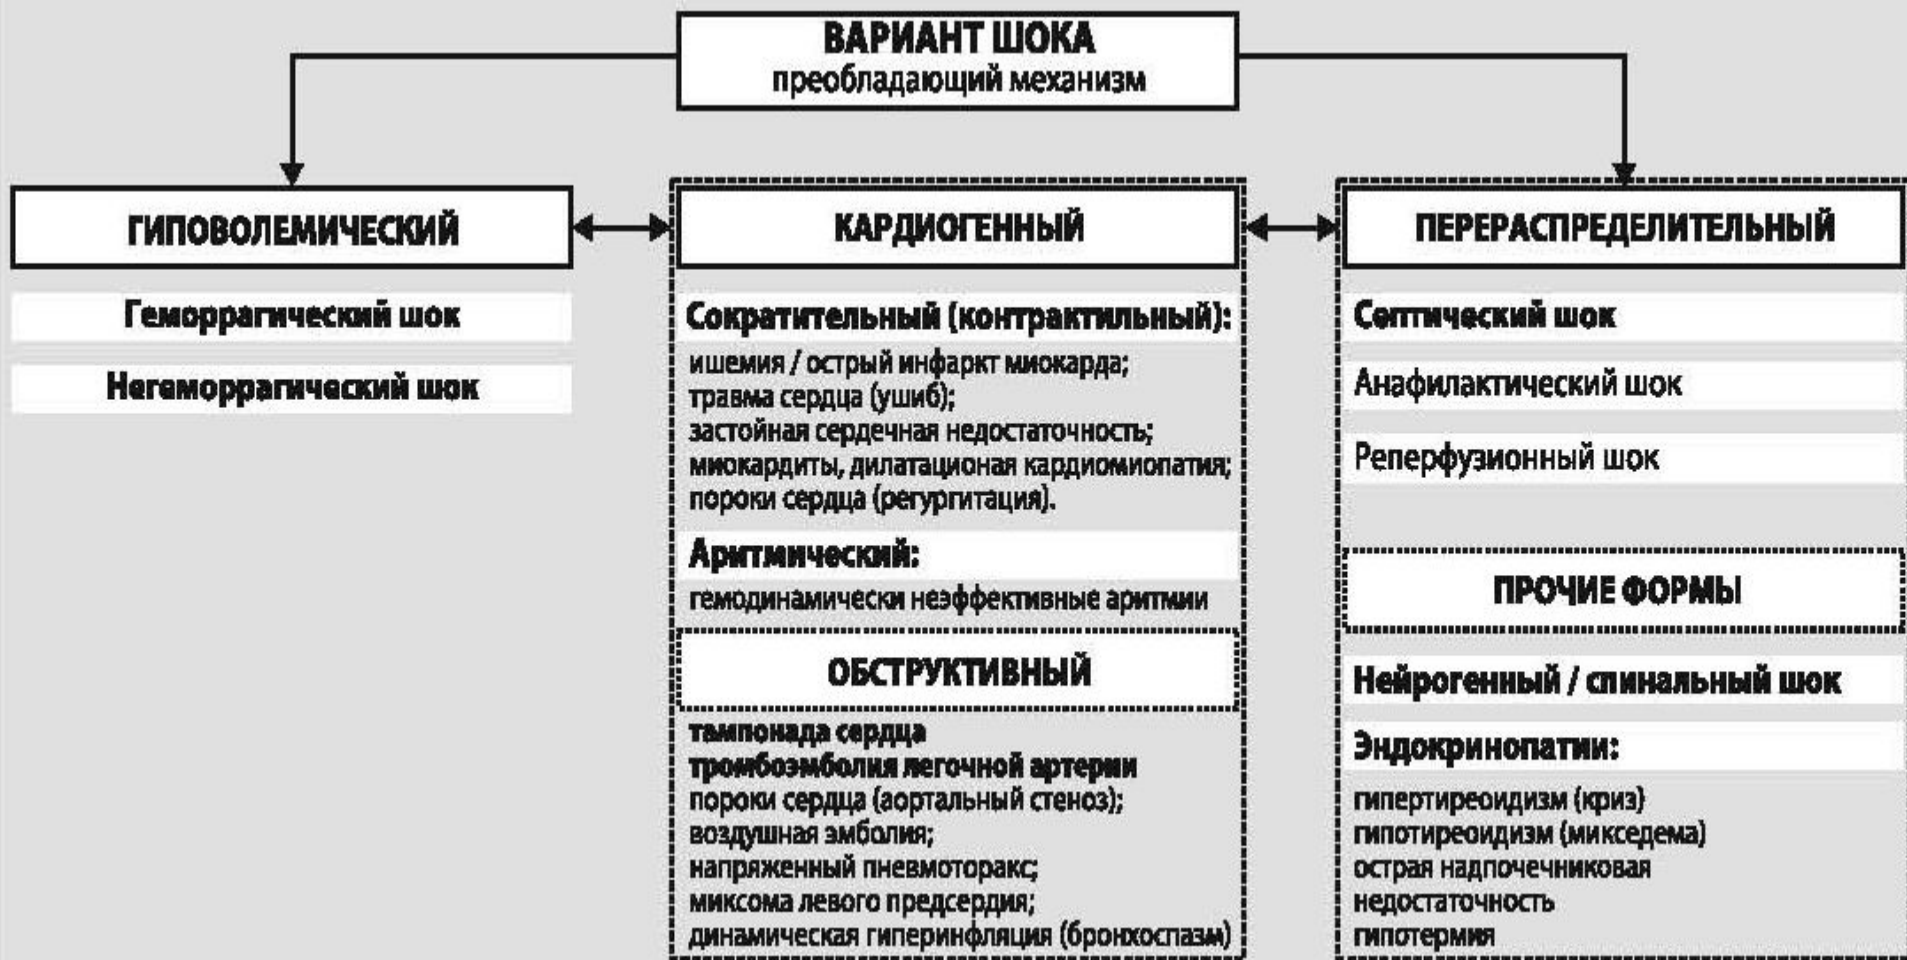 ВАРИАНТ ШОКА
преобладающий механизм
ГИПОВОЛЕМИЧЕСКИЙ
Геморрагический шок
Негеморрагический шок
КАРДИОГЕННЫЙ
Сократительный (контрактильный):
ишемия / острый инфаркт миокарда;
травма сердца (ушиб);
застойная сердечная недостаточность;
миокардиты, дилатационая кардиомиопатия;
пороки сердца (регургитация).
Аритмический:
гемодинамически неэффективные аритмии
ОБСТРУКТИВНЫЙ
тампонада сердца
тромбоэмболия легочной артерии
пороки сердца (аортальный стеноз);
воздушная эмболия;
напряженный пневмоторакс;
миксома левого предсердия;
динамическая гиперинфляция (бронхоспазм)
ПЕРЕРАСПРЕДЕЛИТЕЛЬНЫЙ
Септический шок
Анафилактический шок
Реперфузионный шок
ПРОЧИЕ ФОРМЫ
Нейрогенный / спинальный шок
Эндокринопатии:
гипертиреоидизм (криз)
гипотиреоидизм (микседема)
острая надпочечниковая
недостаточность
гипотермия